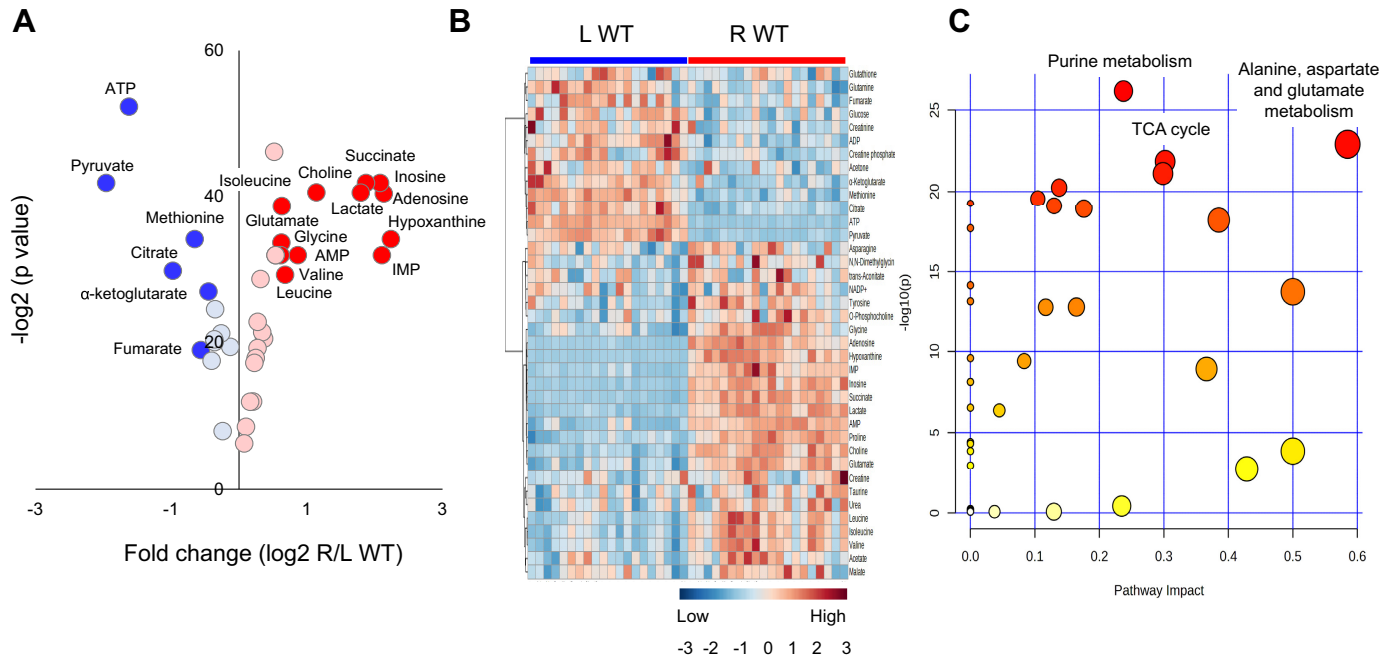 A
60
ATP
Pyruvate
Succinate
Choline
Inosine
Isoleucine
Adenosine
40
Lactate
Methionine
Glutamate
Hypoxanthine
Glycine
Citrate
AMP
IMP
Valine
α-ketoglutarate
Leucine
Fumarate
20
0
-3
-1
1
3
-log2 (p value)
Fold change (log2 R/L WT)
B
L WT
R WT
Glutathione
Glutamine
Fumarate
Glucose
Creatinine
ADP
Creatine phosphate
Acetone
α-Ketoglutarate
Methionine
Citrate
ATP
Pyruvate
Asparagine
N,N-Dimethylglycin
trans-Aconitate
NADP+
Tyrosine
O-Phosphocholine
Glycine
Adenosine
Hypoxanthine
IMP
Inosine
Succinate
Lactate
AMP
Proline
Choline
Glutamate
Creatine
Taurine
Urea
Leucine
Isoleucine
Valine
Acetate
Malate
Low
High
-3 -2 -1 0 1 2 3
C
Purine metabolism
Alanine, aspartate
and glutamate
metabolism
TCA cycle
25
20
15
10
5
0
-log10(p)
0.0 0.1 0.2 0.3 0.4 0.5 0.6
Pathway Impact